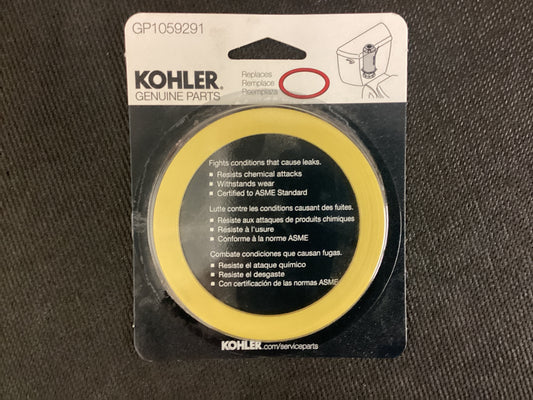 GP1059291
KOHLER®
GENUINE PARTS
Replaces
Remplace
Reemplaza
Fights conditions that cause leaks.
▪ Resists chemical attacks
▪ Withstands wear
▪ Certified to ASME Standard
Lutte contre les conditions causant des fuites.
▪ Résiste aux attaques de produits chimiques
▪ Résiste à l'usure
▪ Conforme à la norme ASME
Combate condiciones que causan fugas.
▪ Resiste el ataque químico
▪ Resiste el desgaste
▪ Con certificación de las normas ASME
KOHLER.com/serviceparts